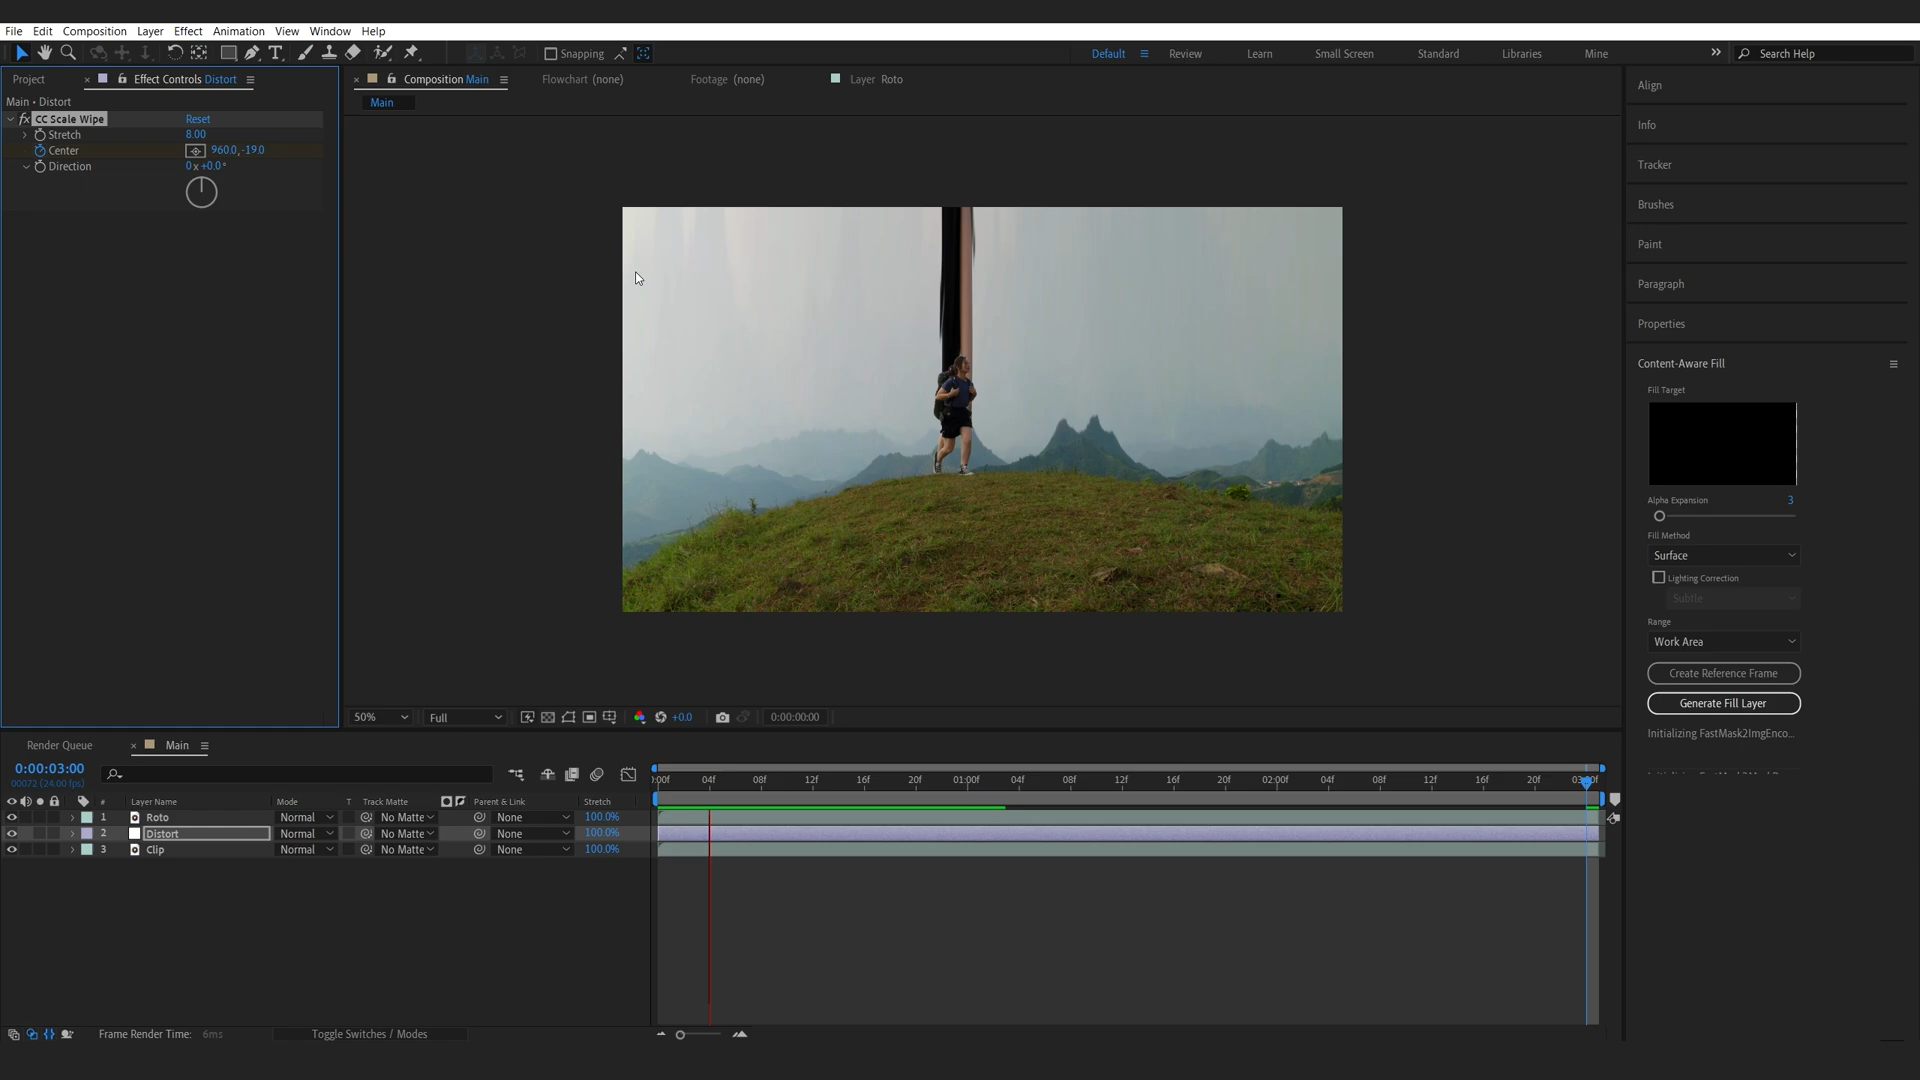 File Edit Composition Layer Effect Animation View Window Help
Snapping
Default Review Learn Small Screen Standard Libraries Mine Search Help
Project Effect Controls Distort
Composition Main Flowchart (none) Footage (none) Layer Roto
Main • Distort
Main
fx CC Scale Wipe Reset
Stretch 8.00
Center 960.0, -19.0
Direction 0 x +0.0°
Align
Info
Tracker
Brushes
Paint
Paragraph
Properties
Content-Aware Fill
Fill Target
Alpha Expansion 3
Fill Method
Surface
Lighting Correction
Subtle
Range
Work Area
Create Reference Frame
Generate Fill Layer
Initializing FastMask2ImgEnco...
50% Full +0.0 0:00:00:00
Render Queue Main
0:00:03:00
00072 (24.00 fps)
:00f 04f 08f 12f 16f 20f 01:00f 04f 08f 12f 16f 20f 02:00f 04f 08f 12f 16f 20f
# Layer Name Mode T Track Matte Parent & Link Stretch
1 Roto Normal No Matte None 100.0%
2 Distort Normal No Matte None 100.0%
3 Clip Normal No Matte None 100.0%
Frame Render Time: 6ms Toggle Switches / Modes